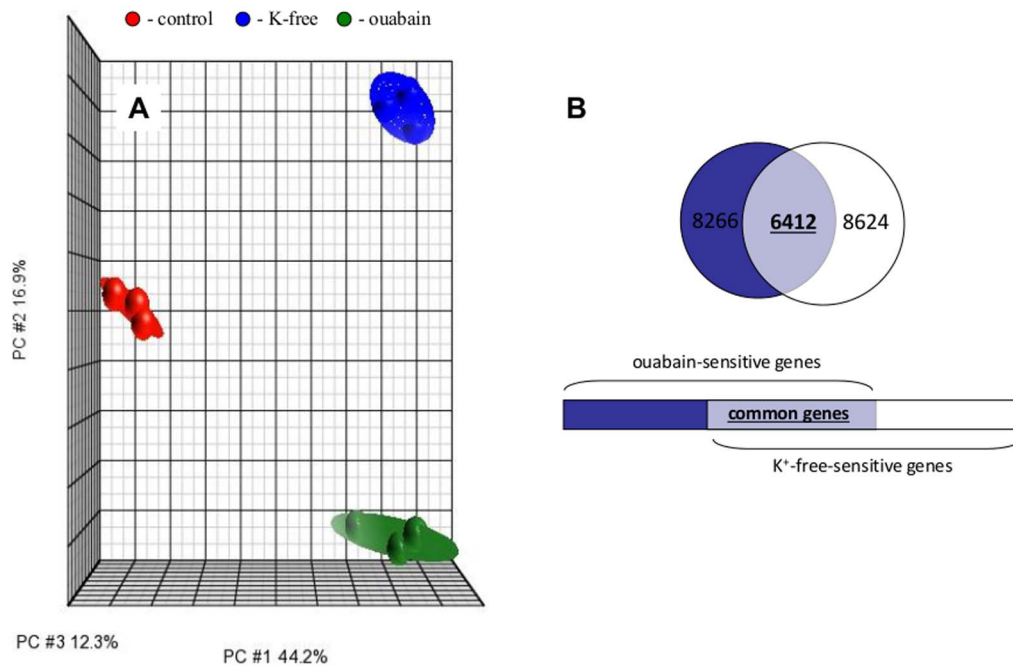 - control - K-free - ouabain
A
PC #2 16.9%
PC #3 12.3%
PC #1 44.2%
B
8266 6412 8624
ouabain-sensitive genes
common genes
K⁺-free-sensitive genes